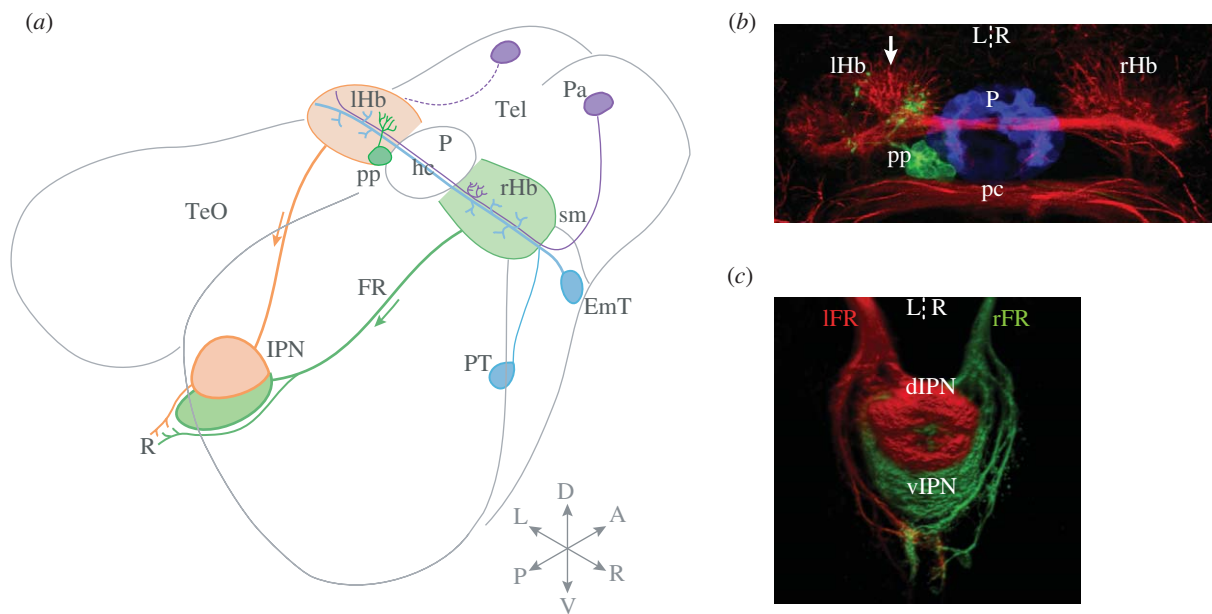 (a)
lHb
Tel
Pa
P
pp
hc
rHb
TeO
sm
FR
EmT
IPN
PT
R
D
L
A
P
R
V
(b)
L R
lHb
rHb
P
pp
pc
(c)
L R
lFR
rFR
dIPN
vIPN